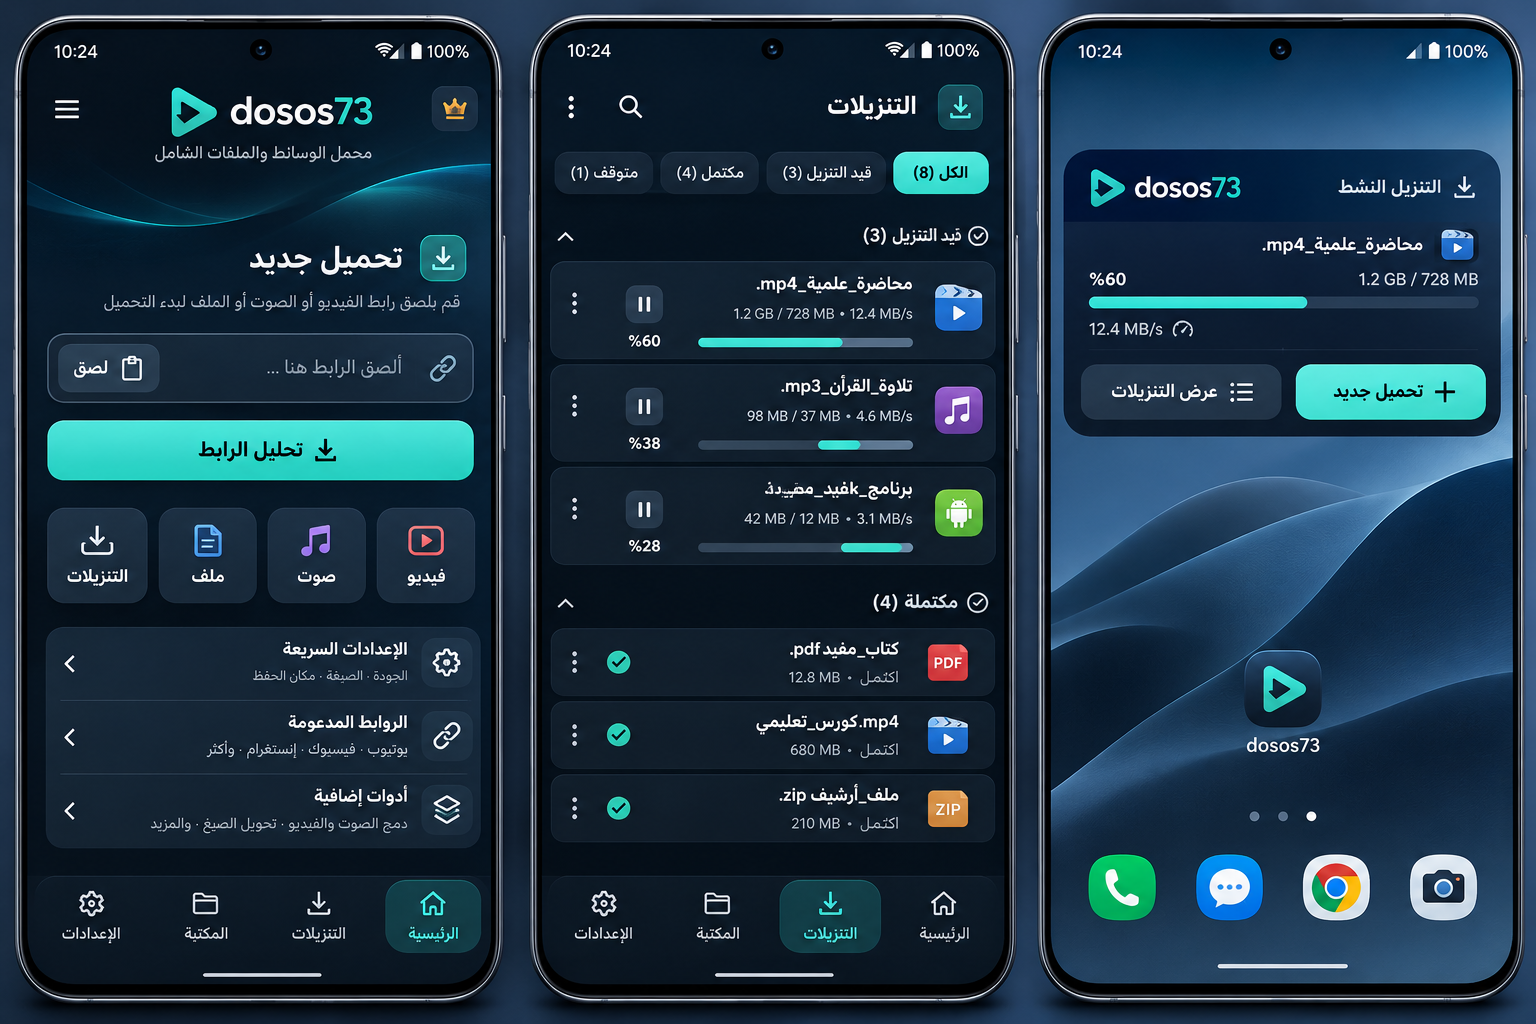 10:24
100%
dosos73
محمل الوسائط والملفات الشامل
تحميل جديد
قم بلصق رابط الفيديو أو الصوت أو الملف لبدء التحميل
ألصق الرابط هنا ...
لصق
تحليل الرابط
فيديو
صوت
ملف
التنزيلات
الإعدادات السريعة
الجودة · الصيغة · مكان الحفظ
الروابط المدعومة
يوتيوب · فيسبوك · إنستغرام · وأكثر
أدوات إضافية
دمج الصوت والفيديو · تحويل الصيغ · والمزيد
الرئيسية
التنزيلات
المكتبة
الإعدادات
10:24
100%
التنزيلات
الكل (8)
قيد التنزيل (3)
مكتمل (4)
متوقف (1)
قيد التنزيل (3)
محاضرة_علمية_mp4.
1.2 GB / 728 MB • 12.4 MB/s
%60
تلاوة_القرأن_mp3.
98 MB / 37 MB • 4.6 MB/s
%38
42 MB / 12 MB • 3.1 MB/s
%28
مكتملة (4)
كتاب_مفيد pdf.
PDF
اكتمل • 12.8 MB
كورس_تعليمي.mp4
اكتمل • 680 MB
ملف_أرشيف zip.
ZIP
اكتمل • 210 MB
الرئيسية
التنزيلات
المكتبة
الإعدادات
10:24
100%
dosos73
التنزيل النشط
محاضرة_علمية_mp4.
1.2 GB / 728 MB
%60
12.4 MB/s
تحميل جديد
عرض التنزيلات
dosos73